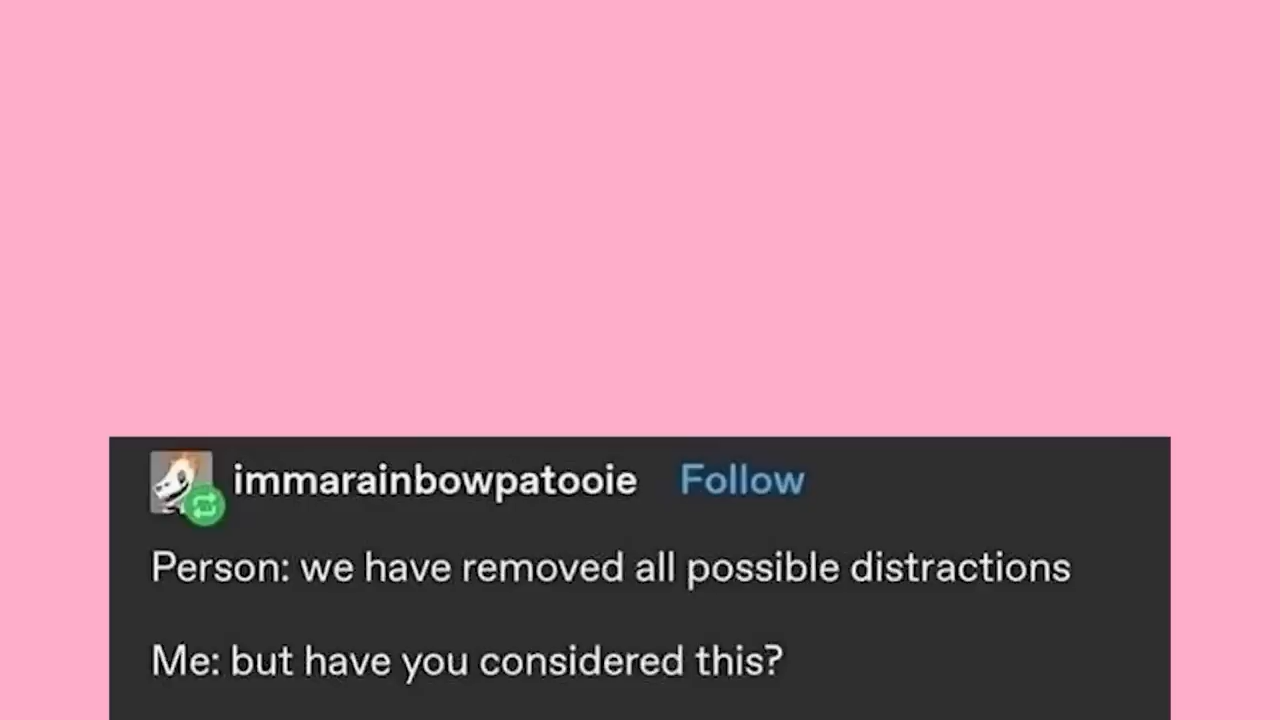 immarainbowpatooie Follow
Person: we have removed all possible distractions
Me: but have you considered this?